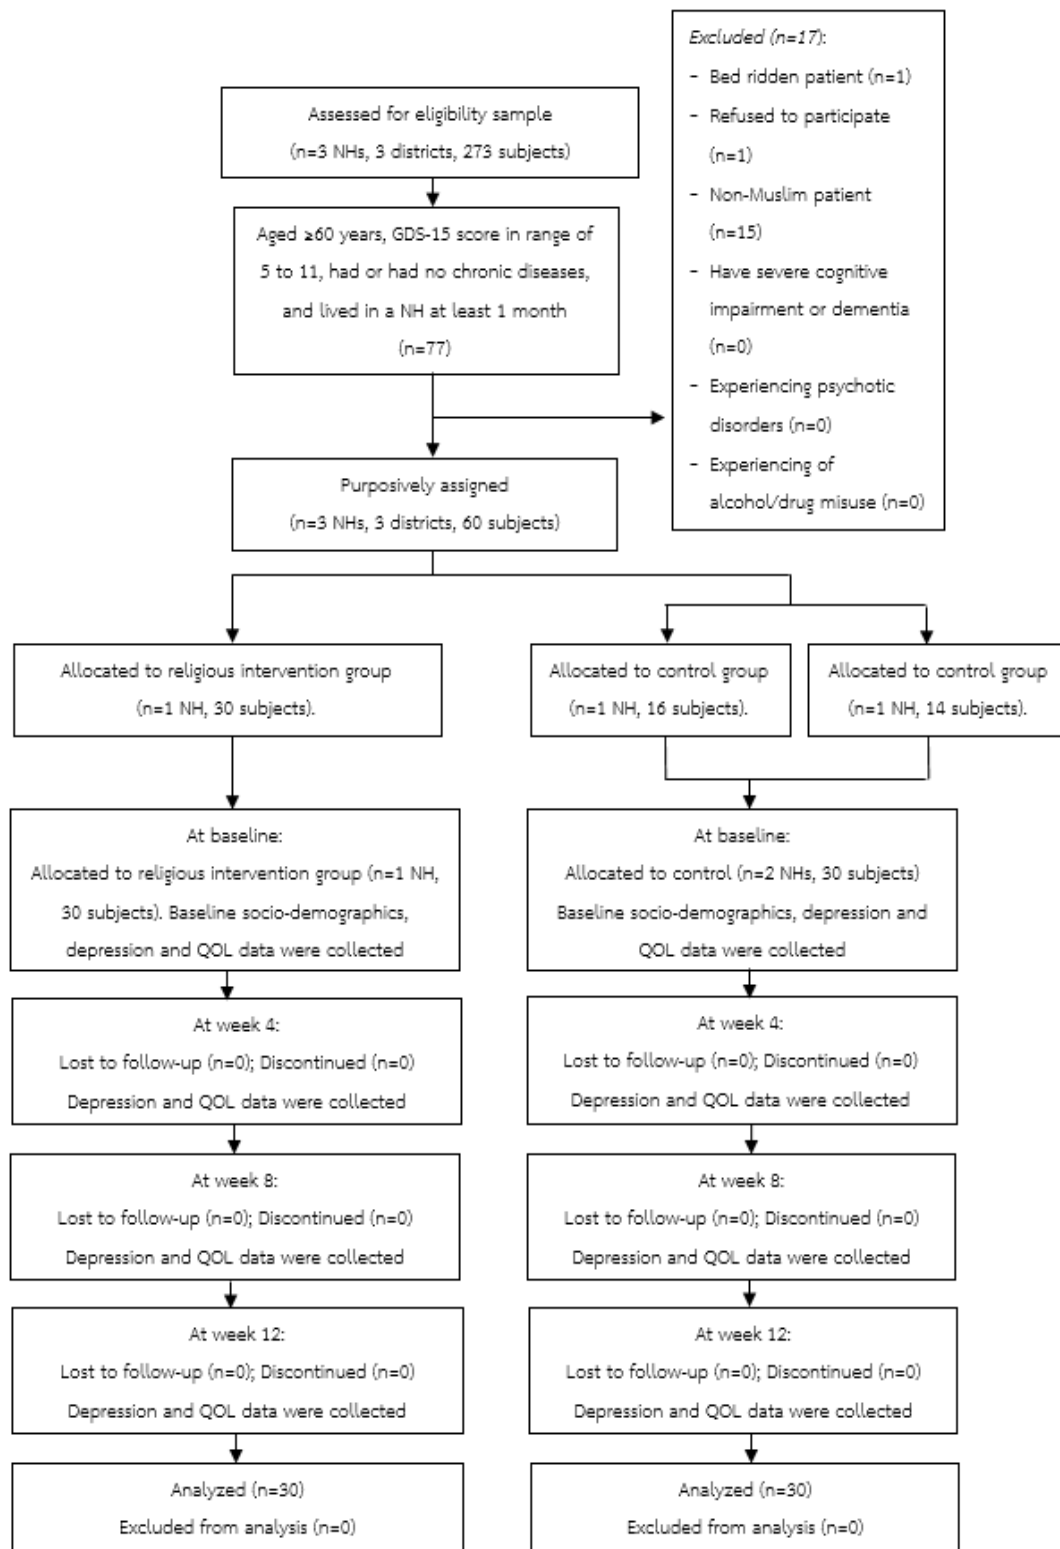 Assessed for eligibility sample
(n=3 NHs, 3 districts, 273 subjects)
Aged ≥60 years, GDS-15 score in range of
5 to 11, had or had no chronic diseases,
and lived in a NH at least 1 month
(n=77)
Excluded (n=17):
- Bed ridden patient (n=1)
- Refused to participate
(n=1)
- Non-Muslim patient
(n=15)
- Have severe cognitive
impairment or dementia
(n=0)
- Experiencing psychotic
disorders (n=0)
- Experiencing of
alcohol/drug misuse (n=0)
Purposively assigned
(n=3 NHs, 3 districts, 60 subjects)
Allocated to religious intervention group
(n=1 NH, 30 subjects).
Allocated to control group
(n=1 NH, 16 subjects).
Allocated to control group
(n=1 NH, 14 subjects).
At baseline:
Allocated to religious intervention group (n=1 NH,
30 subjects). Baseline socio-demographics,
depression and QOL data were collected
At baseline:
Allocated to control (n=2 NHs, 30 subjects)
Baseline socio-demographics, depression and
QOL data were collected
At week 4:
Lost to follow-up (n=0); Discontinued (n=0)
Depression and QOL data were collected
At week 4:
Lost to follow-up (n=0); Discontinued (n=0)
Depression and QOL data were collected
At week 8:
Lost to follow-up (n=0); Discontinued (n=0)
Depression and QOL data were collected
At week 8:
Lost to follow-up (n=0); Discontinued (n=0)
Depression and QOL data were collected
At week 12:
Lost to follow-up (n=0); Discontinued (n=0)
Depression and QOL data were collected
At week 12:
Lost to follow-up (n=0); Discontinued (n=0)
Depression and QOL data were collected
Analyzed (n=30)
Excluded from analysis (n=0)
Analyzed (n=30)
Excluded from analysis (n=0)